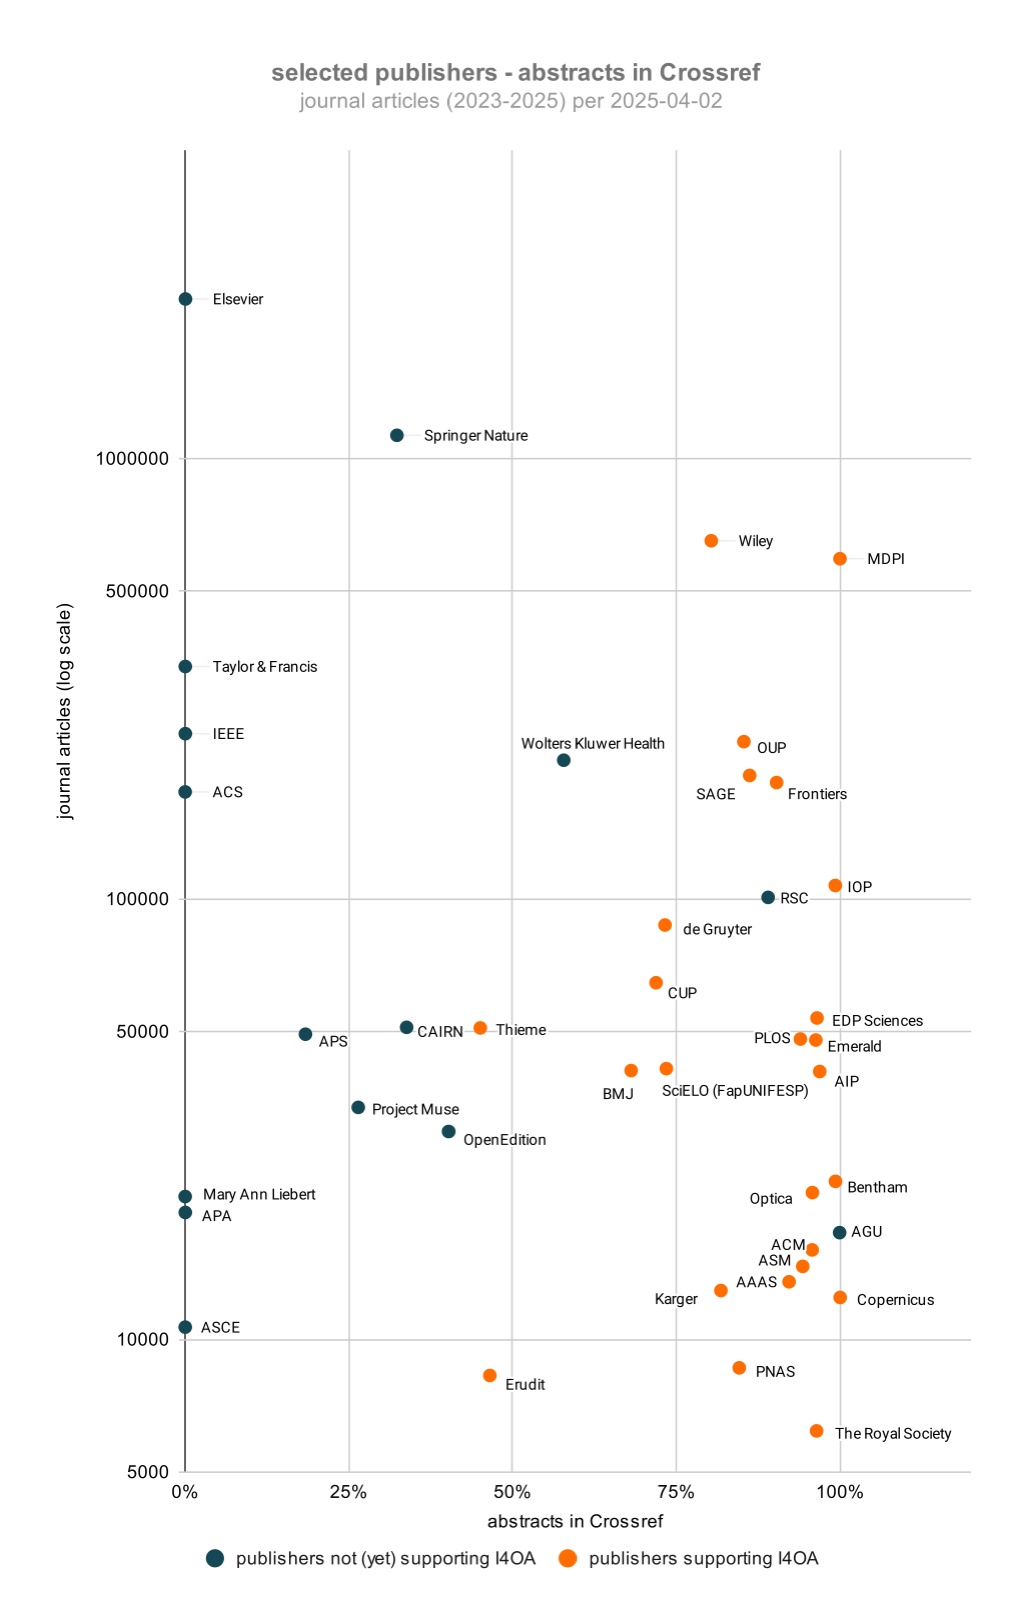 selected publishers - abstracts in Crossref
journal articles (2023-2025) per 2025-04-02
Elsevier
Springer Nature
1000000
Wiley
MDPI
500000
journal articles (log scale)
Taylor & Francis
IEEE
Wolters Kluwer Health
OUP
ACS
SAGE
Frontiers
IOP
100000
RSC
de Gruyter
CUP
EDP Sciences
50000
CAIRN
Thieme
APS
PLOS
Emerald
AIP
BMJ
SciELO (FapUNIFESP)
Project Muse
OpenEdition
Bentham
Mary Ann Liebert
Optica
APA
AGU
ACM
ASM
AAAS
Karger
Copernicus
ASCE
10000
PNAS
Erudit
The Royal Society
5000
0%
25%
50%
75%
100%
abstracts in Crossref
publishers not (yet) supporting I4OA
publishers supporting I4OA